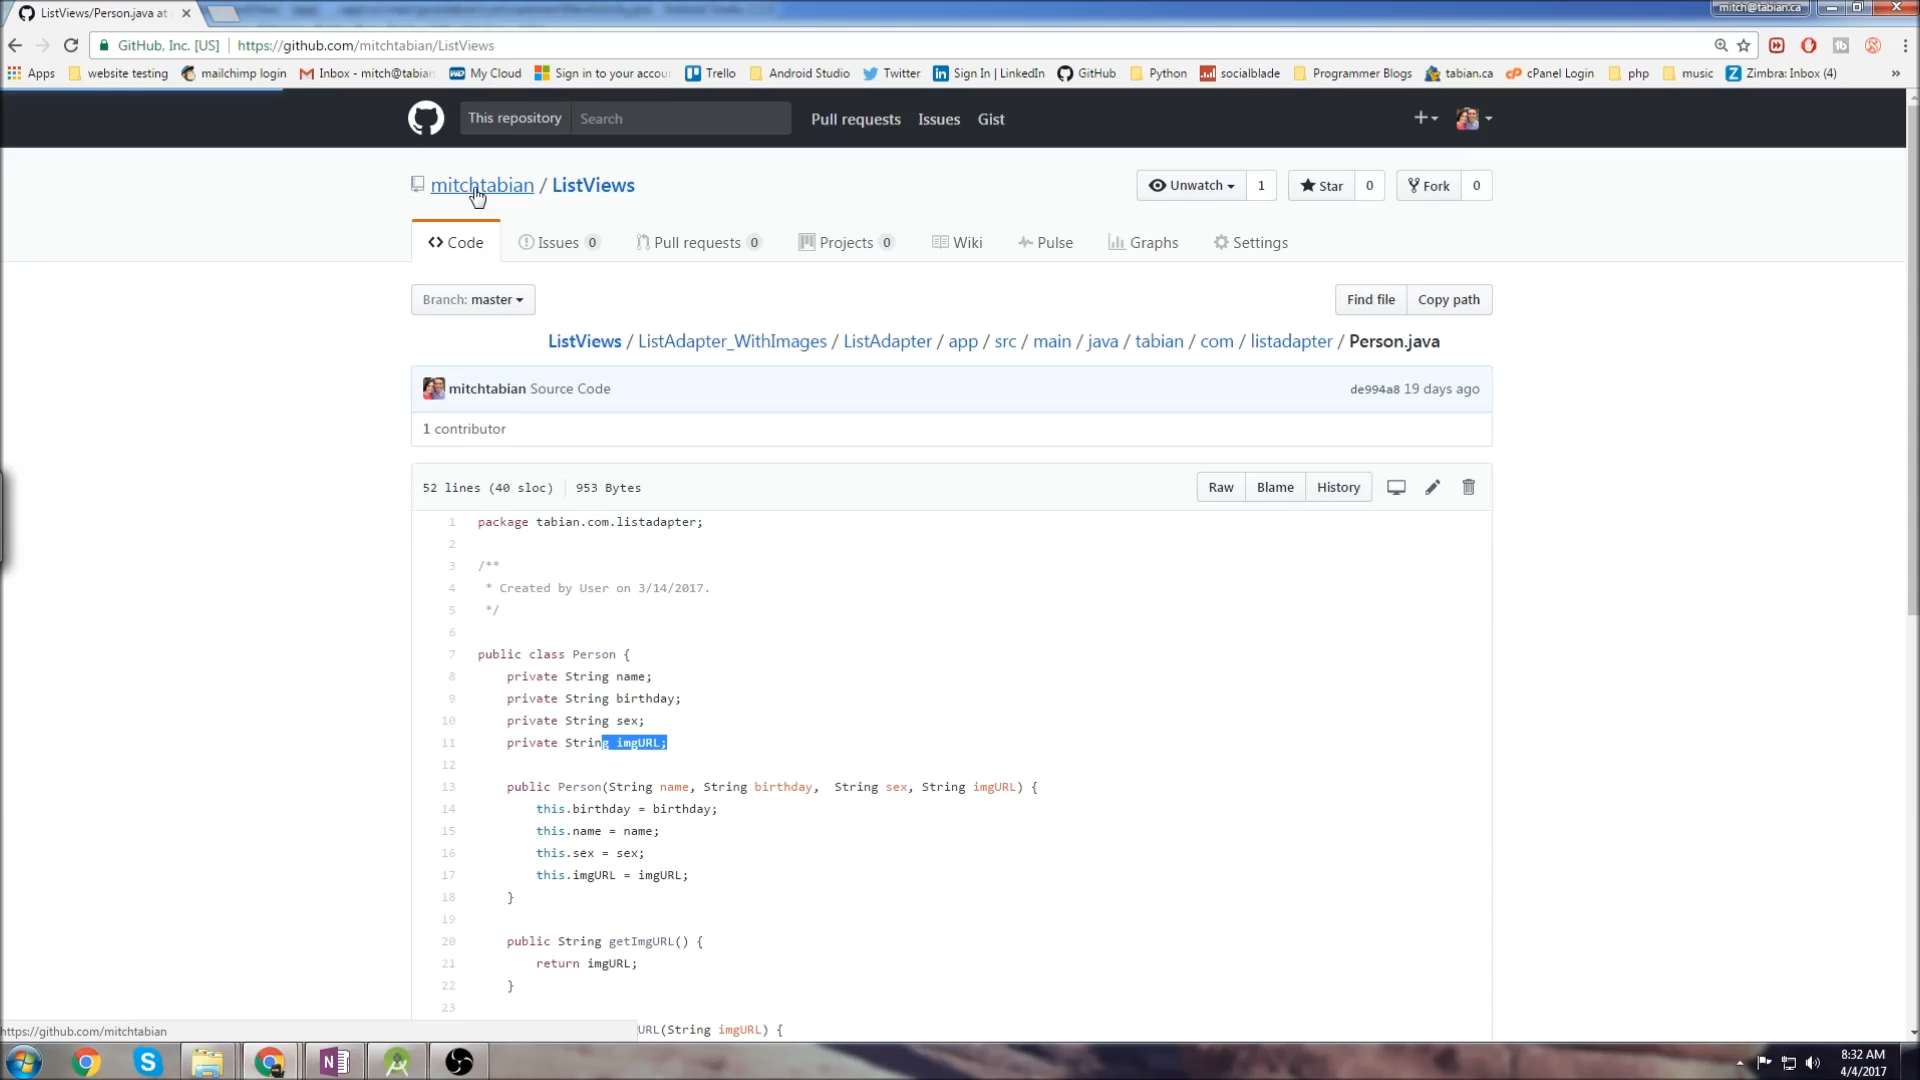 ListViews/Person.java at
mitch@tabian.ca
GitHub, Inc. [US] | https://github.com/mitchtabian/ListViews
Apps website testing mailchimp login Inbox - mitch@tabian My Cloud Sign in to your accou Trello Android Studio Twitter Sign In | LinkedIn GitHub Python socialblade Programmer Blogs tabian.ca cPanel Login php music Zimbra: Inbox (4) »
This repository Search Pull requests Issues Gist
mitchtabian / ListViews
Unwatch 1 Star 0 Fork 0
Code Issues 0 Pull requests 0 Projects 0 Wiki Pulse Graphs Settings
Branch: master Find file Copy path
ListViews / ListAdapter_WithImages / ListAdapter / app / src / main / java / tabian / com / listadapter / Person.java
mitchtabian Source Code de994a8 19 days ago
1 contributor
52 lines (40 sloc) 953 Bytes Raw Blame History
1 package tabian.com.listadapter;
2
3 /**
4 * Created by User on 3/14/2017.
5 */
6
7 public class Person {
8 private String name;
9 private String birthday;
10 private String sex;
11 private String imgURL;
12
13 public Person(String name, String birthday, String sex, String imgURL) {
14 this.birthday = birthday;
15 this.name = name;
16 this.sex = sex;
17 this.imgURL = imgURL;
18 }
19
20 public String getImgURL() {
21 return imgURL;
22 }
23
URL(String imgURL) {
https://github.com/mitchtabian
8:32 AM
4/4/2017